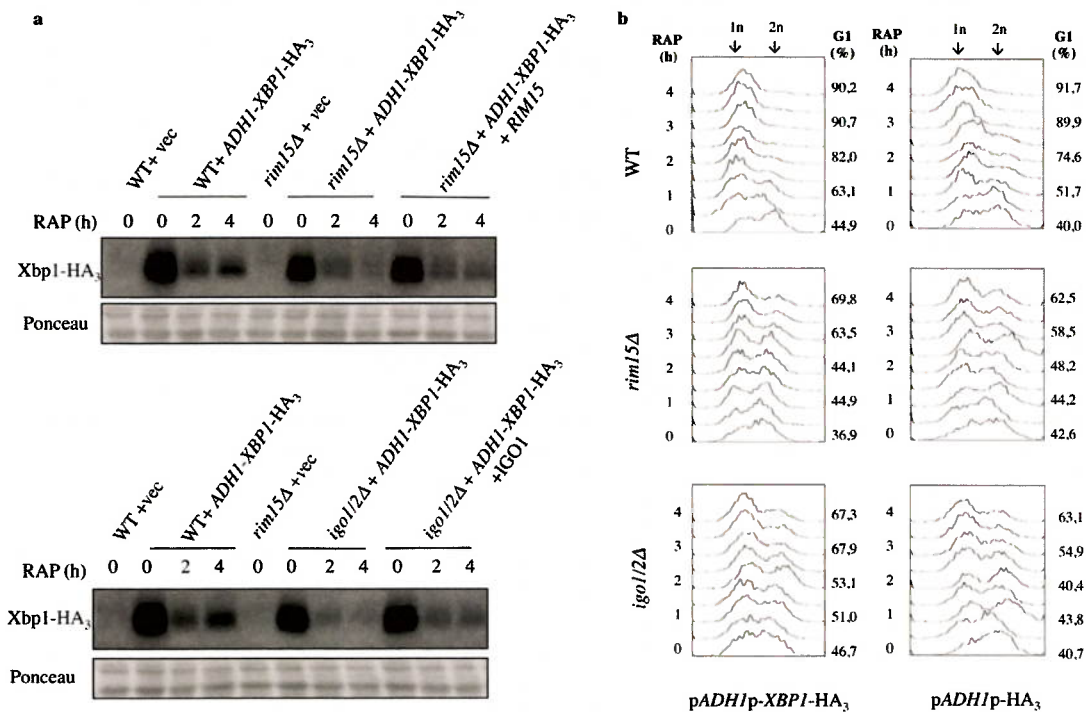 a
WT+ vec
WT+ ADH1-XBP1-HA3
rim15Δ + vec
rim15Δ + ADH1-XBP1-HA3
rim15Δ + ADH1-XBP1-HA3
+ RIM15
RAP (h) 0 0 2 4 0 0 2 4 0 2 4
Xbp1-HA3
Ponceau
WT +vec
WT+ ADH1-XBP1-HA3
rim15Δ +vec
igo1/2Δ + ADH1-XBP1-HA3
igo1/2Δ + ADH1-XBP1-HA3
+IGO1
RAP (h) 0 0 2 4 0 0 2 4 0 2 4
Xbp1-HA3
Ponceau
b
RAP
(h)
1n 2n
G1
(%)
RAP
(h)
1n 2n
G1
(%)
WT
4 90,2 4 91,7
3 90,7 3 89,9
2 82,0 2 74,6
1 63,1 1 51,7
0 44,9 0 40,0
rim15Δ
4 69,8 4 62,5
3 63,5 3 58,5
2 44,1 2 48,2
1 44,9 1 44,2
0 36,9 0 42,6
igo1/2Δ
4 67,3 4 63,1
3 67,9 3 54,9
2 53,1 2 40,4
1 51,0 1 43,8
0 46,7 0 40,7
pADH1p-XBP1-HA3 pADH1p-HA3